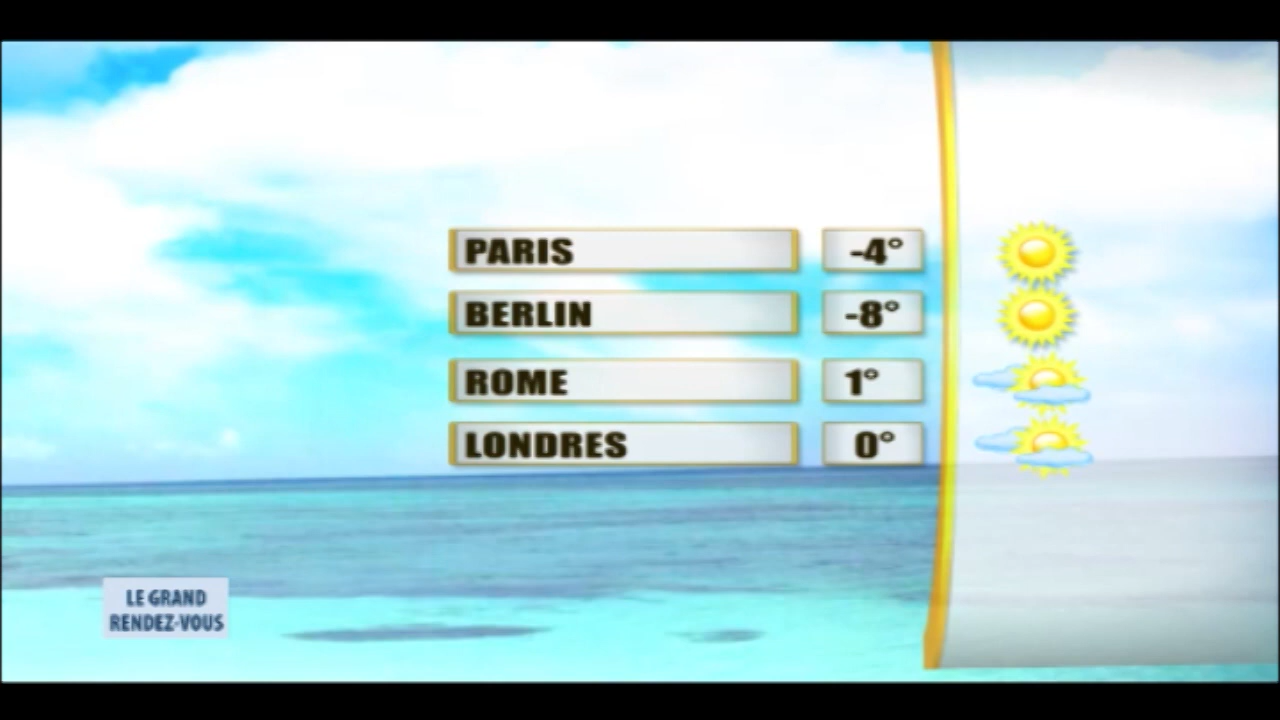 PARIS -4°
BERLIN -8°
ROME 1°
LONDRES 0°
LE GRAND
RENDEZ-VOUS